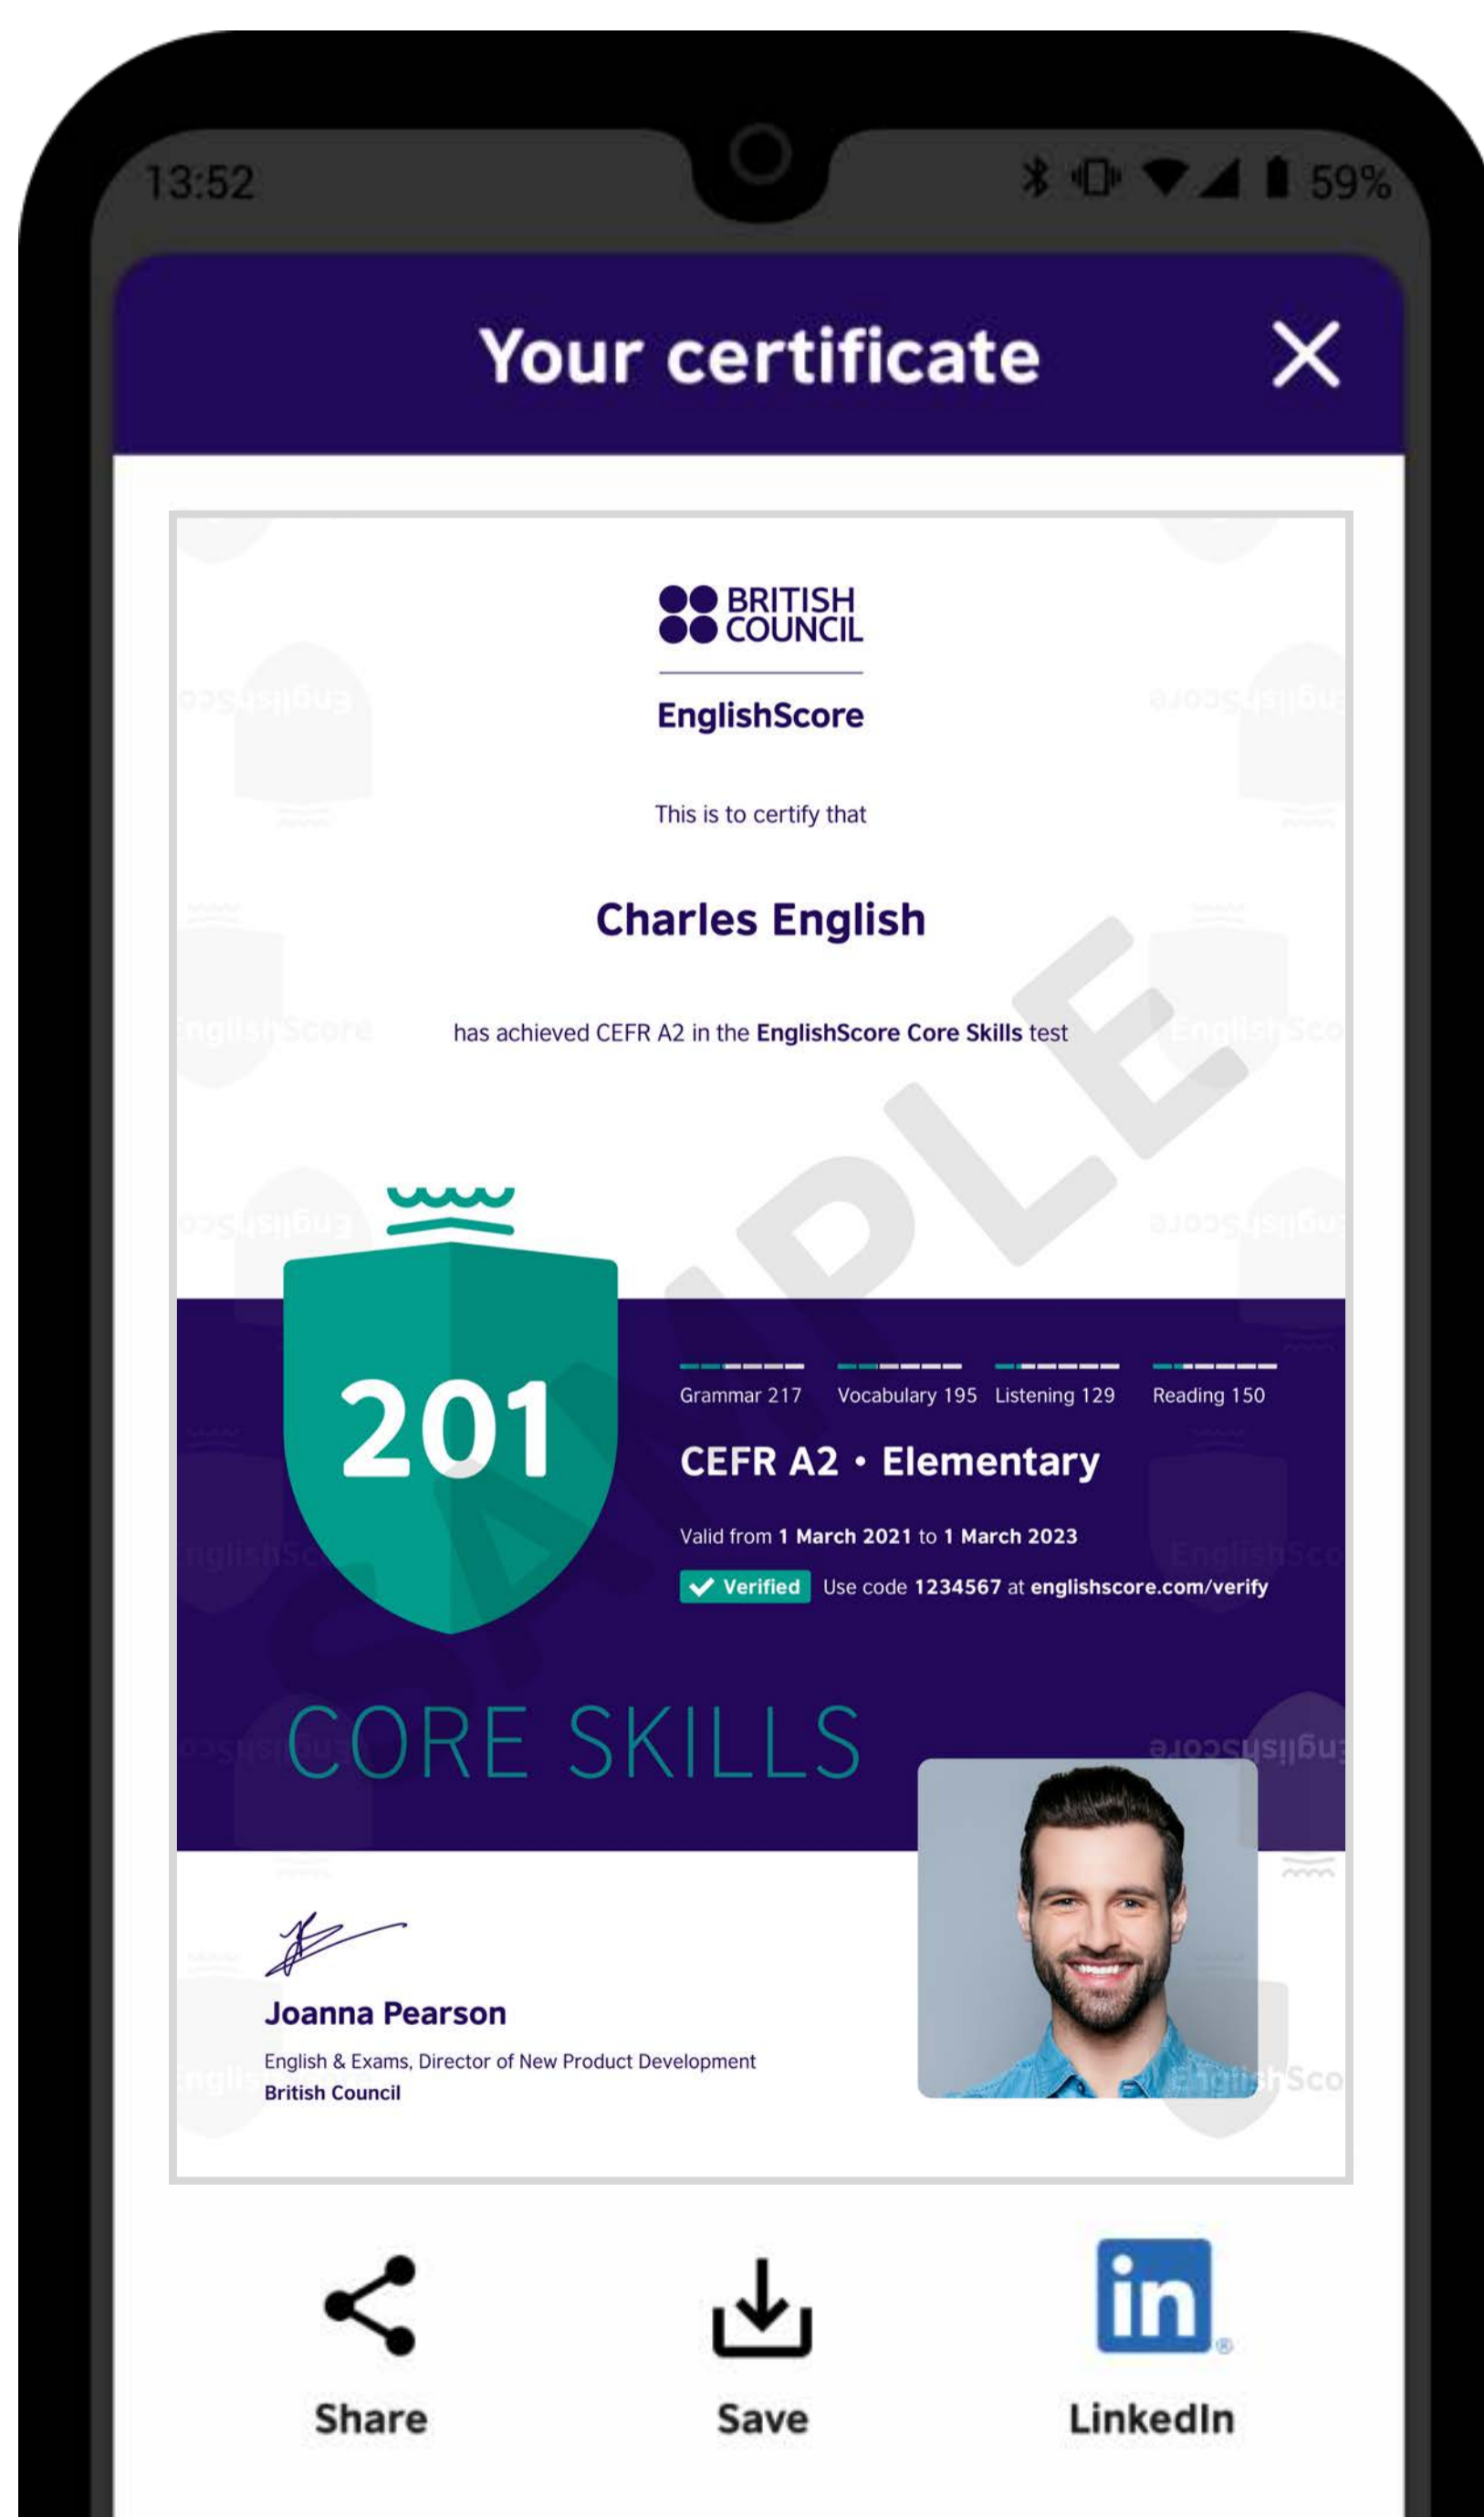 13:52
59%
Your certificate
BRITISH
COUNCIL
EnglishScore
This is to certify that
Charles English
has achieved CEFR A2 in the EnglishScore Core Skills test
SAMPLE
201
Grammar 217 Vocabulary 195 Listening 129 Reading 150
CEFR A2 • Elementary
Valid from 1 March 2021 to 1 March 2023
Verified Use code 1234567 at englishscore.com/verify
CORE SKILLS
Joanna Pearson
English & Exams, Director of New Product Development
British Council
EnglishScore
EnglishSco
in®
Share Save LinkedIn